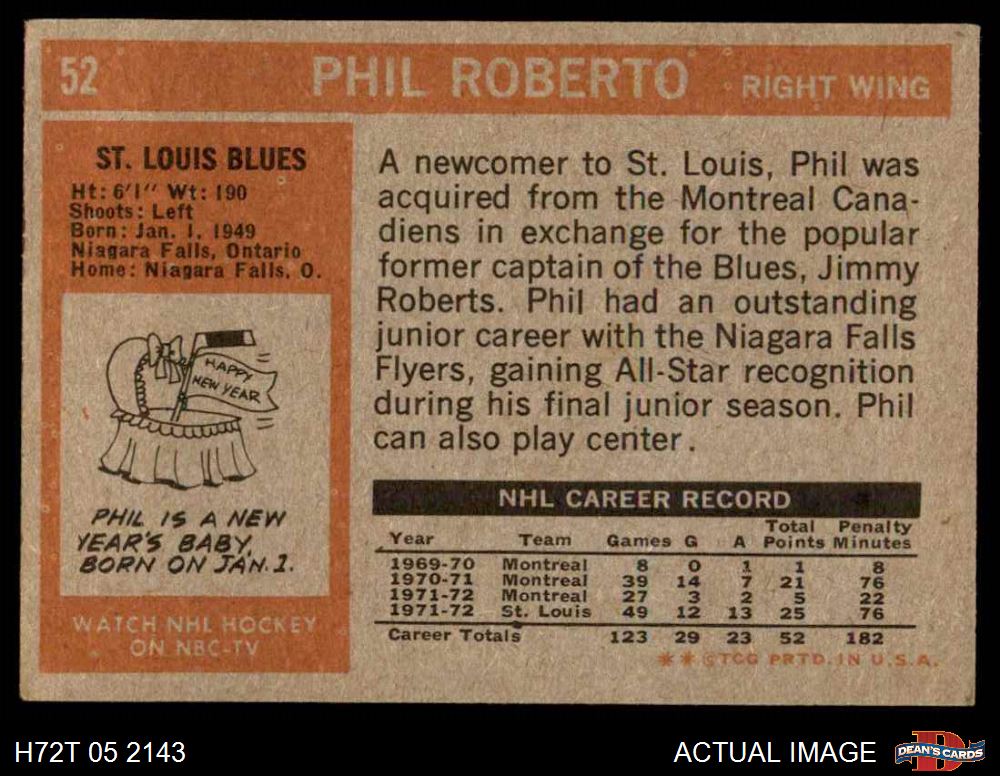 52 PHIL ROBERTO RIGHT WING
ST. LOUIS BLUES
Ht: 6'1" Wt: 190
Shoots: Left
Born: Jan. 1, 1949
Niagara Falls, Ontario
Home: Niagara Falls, O.
HAPPY
NEW YEAR
PHIL IS A NEW
YEAR'S BABY,
BORN ON JAN. 1.
WATCH NHL HOCKEY
ON NBC-TV
A newcomer to St. Louis, Phil was
acquired from the Montreal Cana-
diens in exchange for the popular
former captain of the Blues, Jimmy
Roberts. Phil had an outstanding
junior career with the Niagara Falls
Flyers, gaining All-Star recognition
during his final junior season. Phil
can also play center.
NHL CAREER RECORD
Total Penalty
Year Team Games G A Points Minutes
1969-70 Montreal 8 0 1 1 8
1970-71 Montreal 39 14 7 21 76
1971-72 Montreal 27 3 2 5 22
1971-72 St. Louis 49 12 13 25 76
Career Totals 123 29 23 52 182
**©TCG PRTD. IN U.S.A.
H72T 05 2143 ACTUAL IMAGE DEAN'S CARDS